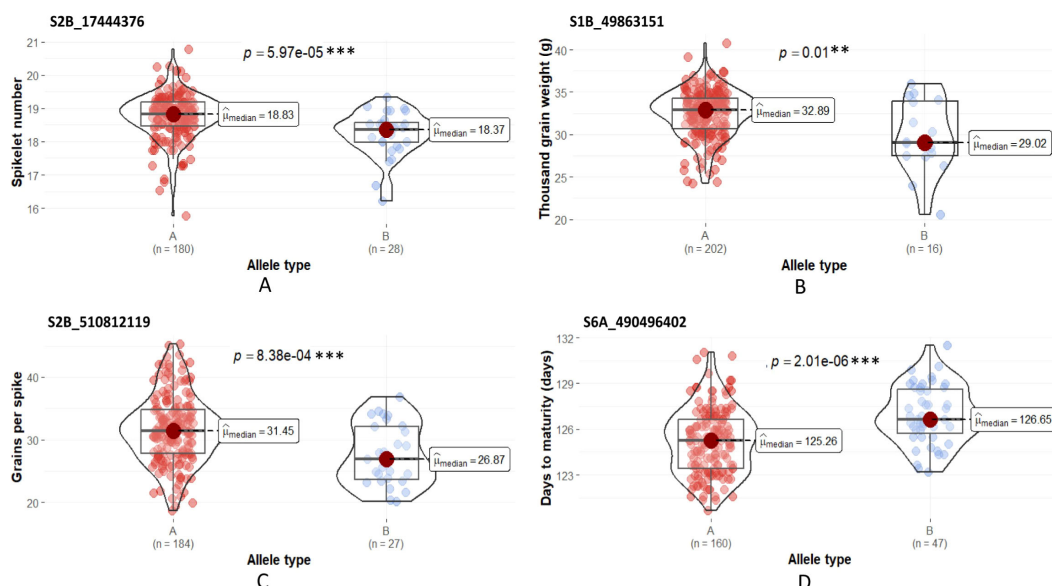 S2B_17444376
p = 5.97e-05 ***
Spikelet number
21
20
19
18
17
16
μ̂median = 18.83
μ̂median = 18.37
A
(n = 180)
B
(n = 28)
Allele type
A
S1B_49863151
p = 0.01 **
Thousand grain weight (g)
40
35
30
25
20
μ̂median = 32.89
μ̂median = 29.02
A
(n = 202)
B
(n = 16)
Allele type
B
S2B_510812119
p = 8.38e-04 ***
Grains per spike
40
30
20
μ̂median = 31.45
μ̂median = 26.87
A
(n = 184)
B
(n = 27)
Allele type
C
S6A_490496402
p = 2.01e-06 ***
Days to maturity (days)
132
129
126
123
μ̂median = 125.26
μ̂median = 126.65
A
(n = 160)
B
(n = 47)
Allele type
D